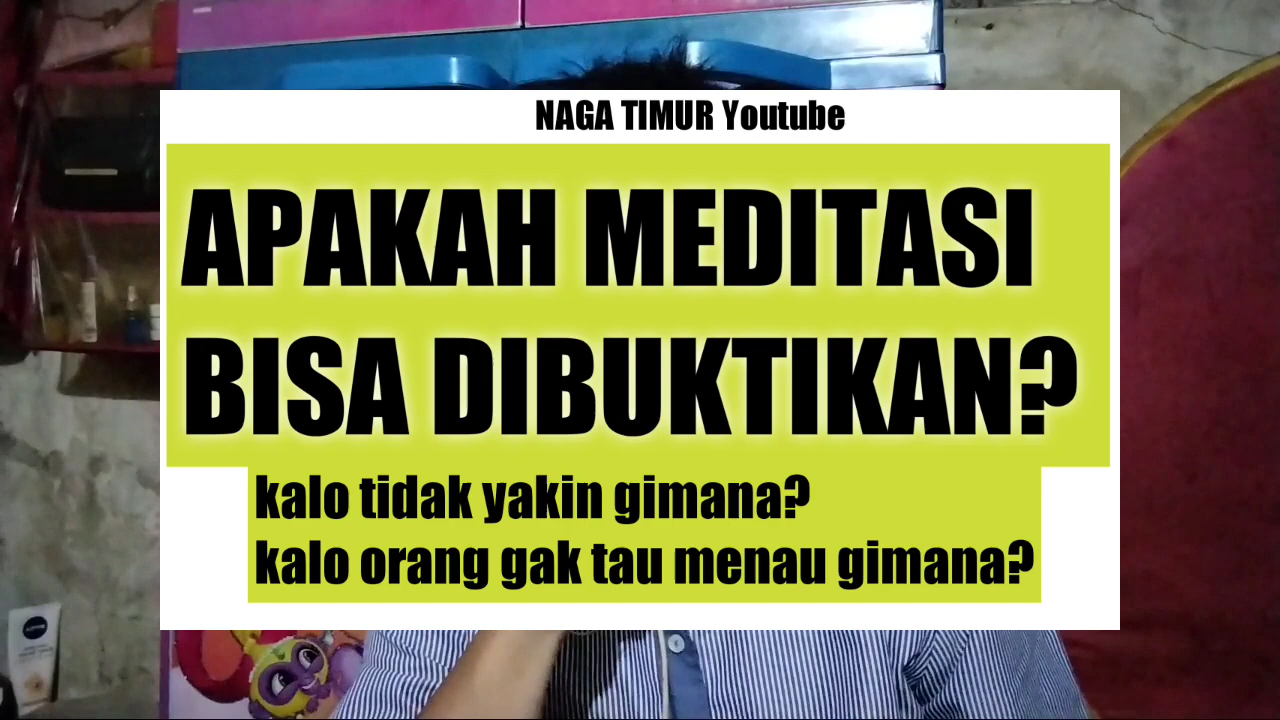 NAGA TIMUR Youtube
APAKAH MEDITASI
BISA DIBUKTIKAN?
kalo tidak yakin gimana?
kalo orang gak tau menau gimana?